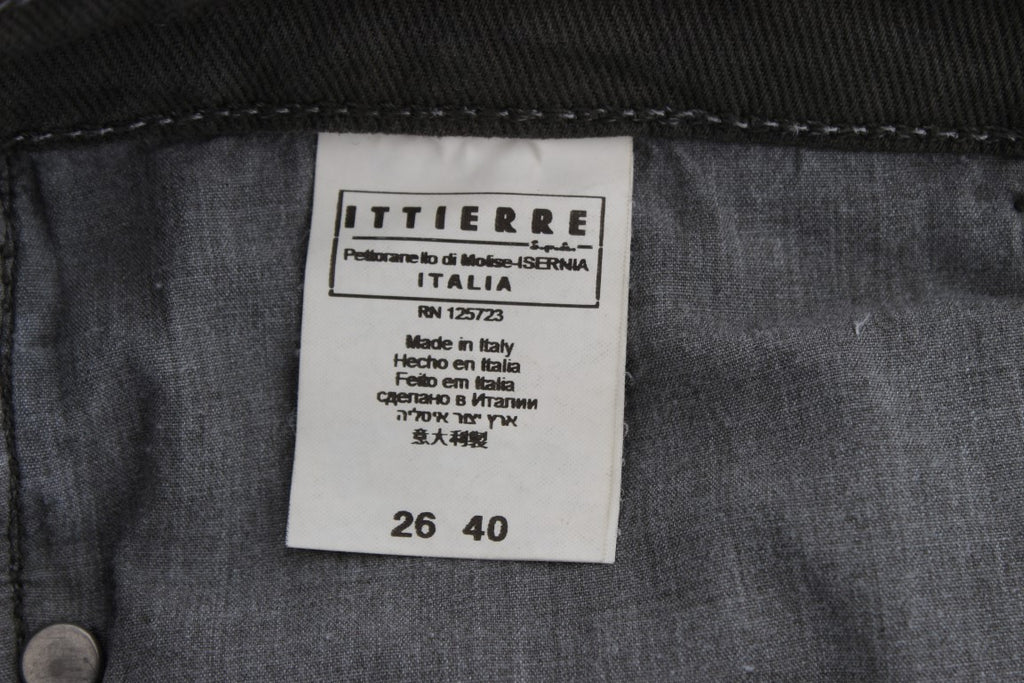 ITTIERRE
S.p.A.
Pettoranello di Molise-ISERNIA
ITALIA
RN 125723
Made in Italy
Hecho en Italia
Feito em Italia
сделано в Италии
ארץ יצור איטליה
意大利製
26 40